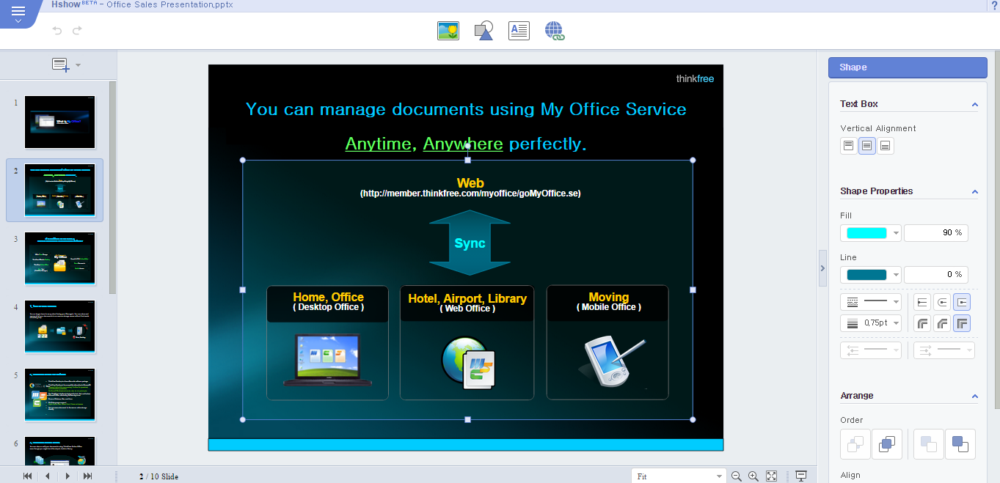 Hshow BETA – Office Sales Presentation.pptx
?
1
2
3
4
5
6
thinkfree
You can manage documents using My Office Service
Anytime, Anywhere perfectly.
Web
(http://member.thinkfree.com/myoffice/goMyOffice.se)
Sync
Home, Office
( Desktop Office )
Hotel, Airport, Library
( Web Office )
Moving
( Mobile Office )
Shape
Text Box
Vertical Alignment
Shape Properties
Fill
90 %
Line
0 %
0,75pt
Arrange
Order
Align
2 / 10 Slide
Fit